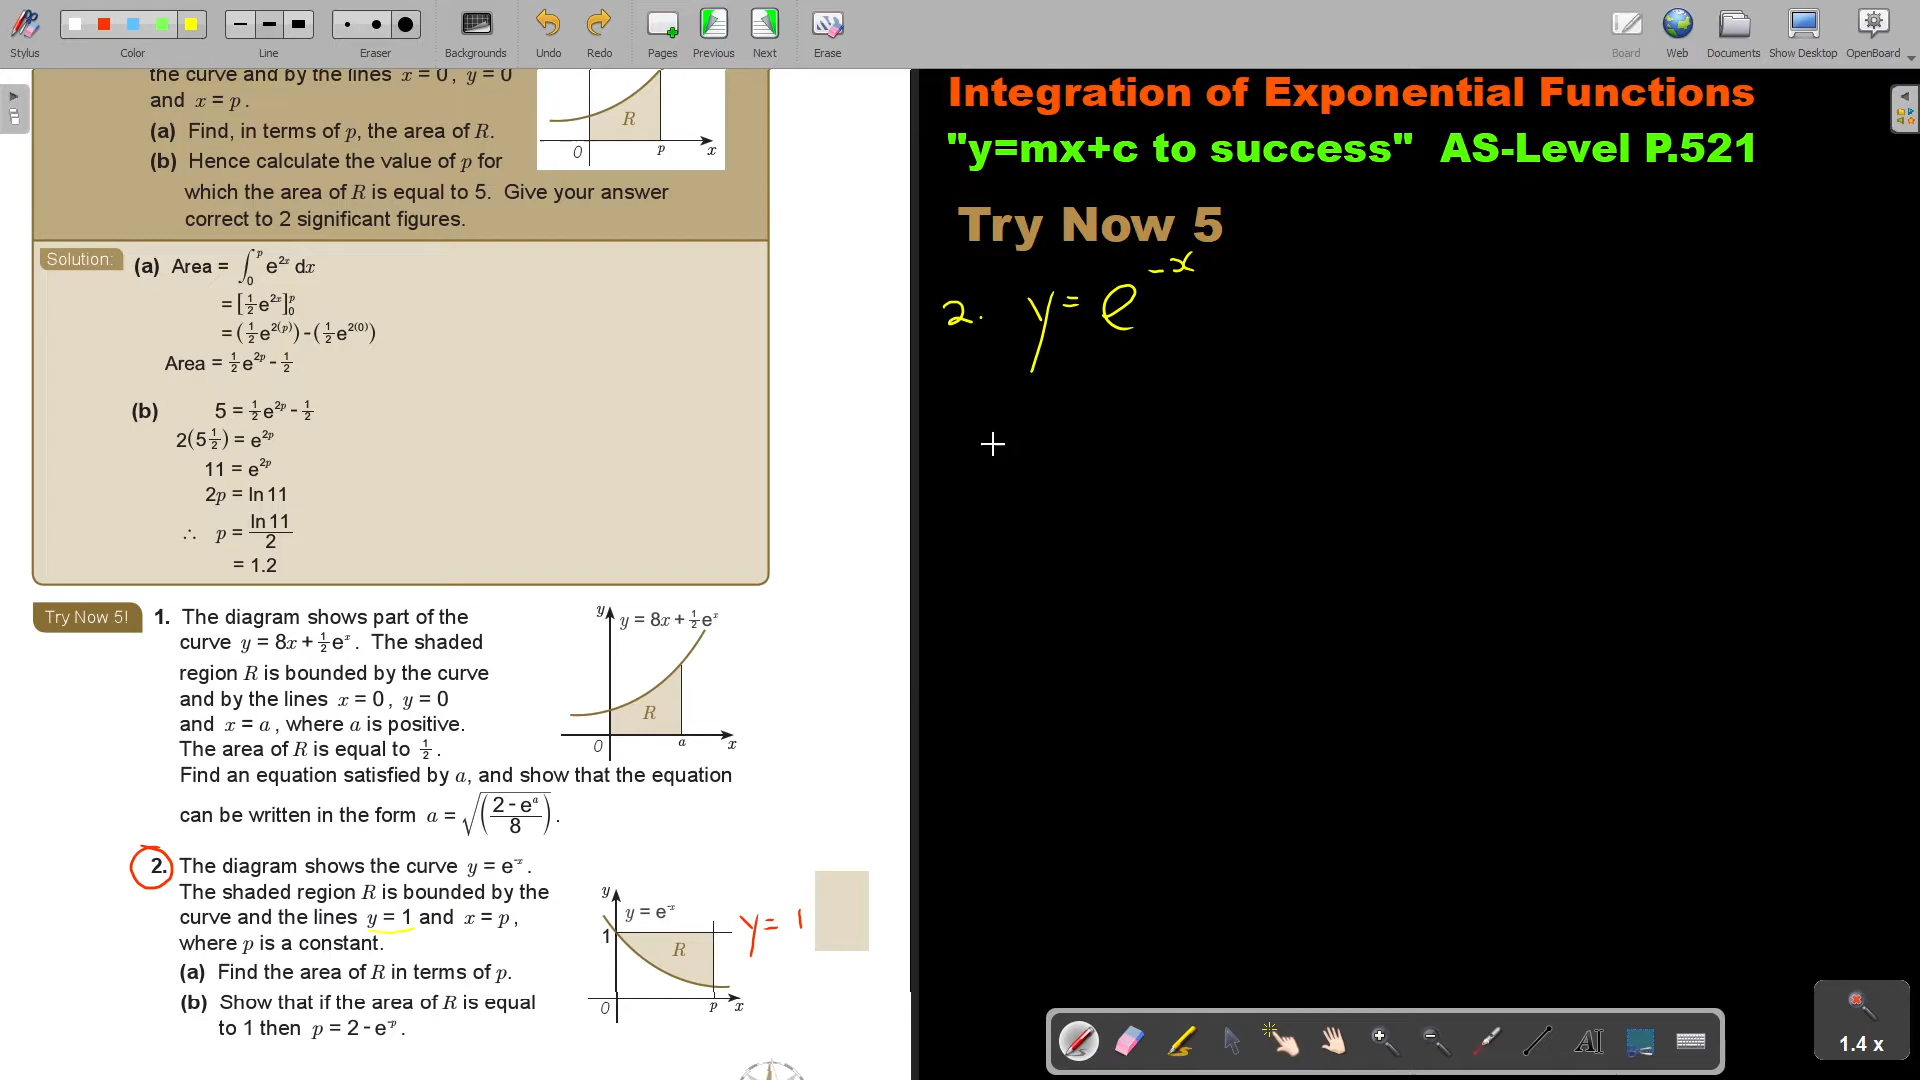 Stylus
Color
Line
Eraser
Backgrounds
Undo
Redo
Pages
Previous
Next
Erase
Board
Web
Documents
Show Desktop
OpenBoard
the curve and by the lines x = 0, y = 0
and x = p.
(a) Find, in terms of p, the area of R.
(b) Hence calculate the value of p for
which the area of R is equal to 5. Give your answer
correct to 2 significant figures.
R
0
p
x
Solution:
(a) Area = ∫₀ᵖ e²ˣ dx
= [½e²ˣ]₀ᵖ
= (½e²⁽ᵖ⁾) - (½e²⁽⁰⁾)
Area = ½e²ᵖ - ½
(b) 5 = ½e²ᵖ - ½
2(5½) = e²ᵖ
11 = e²ᵖ
2p = ln 11
∴ p = ln 11 / 2
= 1.2
Try Now 5!
1. The diagram shows part of the
curve y = 8x + ½eˣ. The shaded
region R is bounded by the curve
and by the lines x = 0, y = 0
and x = a, where a is positive.
The area of R is equal to ½.
Find an equation satisfied by a, and show that the equation
can be written in the form a = √((2 - eᵃ)/8).
y
y = 8x + ½eˣ
R
0
a
x
2. The diagram shows the curve y = e⁻ˣ.
The shaded region R is bounded by the
curve and the lines y = 1 and x = p,
where p is a constant.
(a) Find the area of R in terms of p.
(b) Show that if the area of R is equal
to 1 then p = 2 - e⁻ᵖ.
y
y = e⁻ˣ
1
R
0
p
x
y = 1
Integration of Exponential Functions
"y=mx+c to success" AS-Level P.521
Try Now 5
2. y = e⁻ˣ
1.4 x